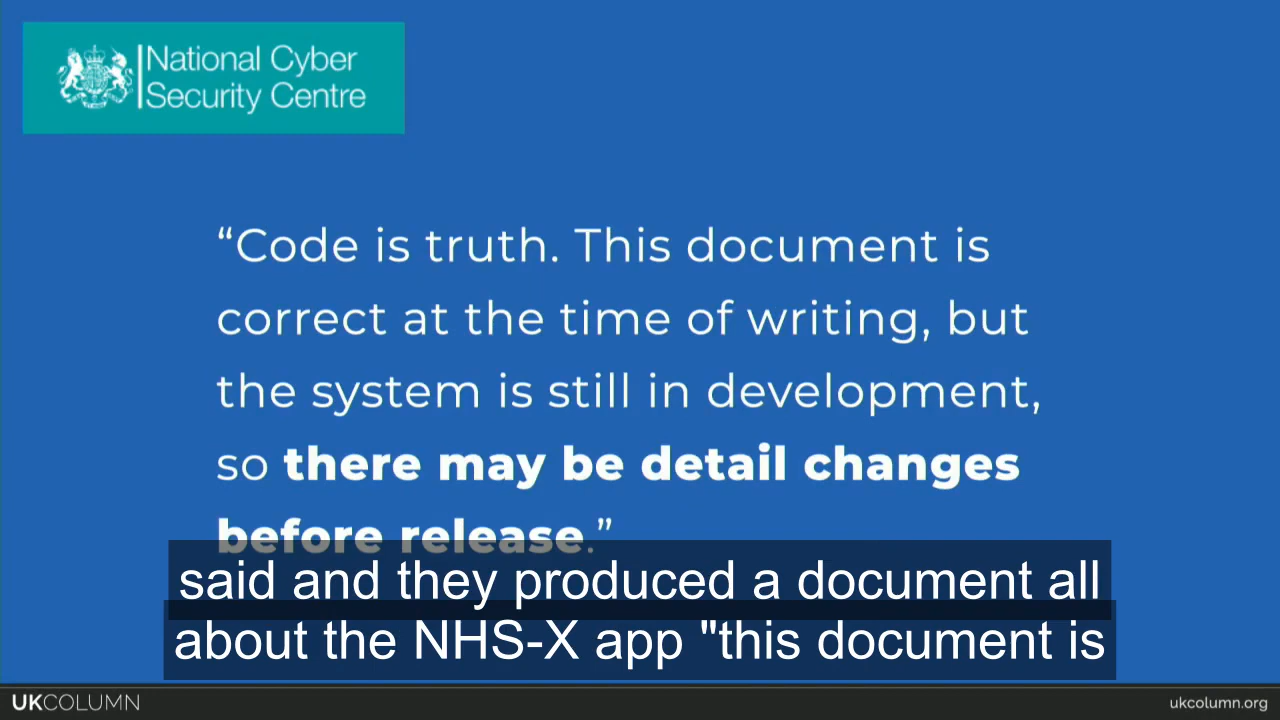 National Cyber
Security Centre
“Code is truth. This document is
correct at the time of writing, but
the system is still in development,
so there may be detail changes
before release.”
said and they produced a document all
about the NHS-X app "this document is
UKCOLUMN
ukcolumn.org